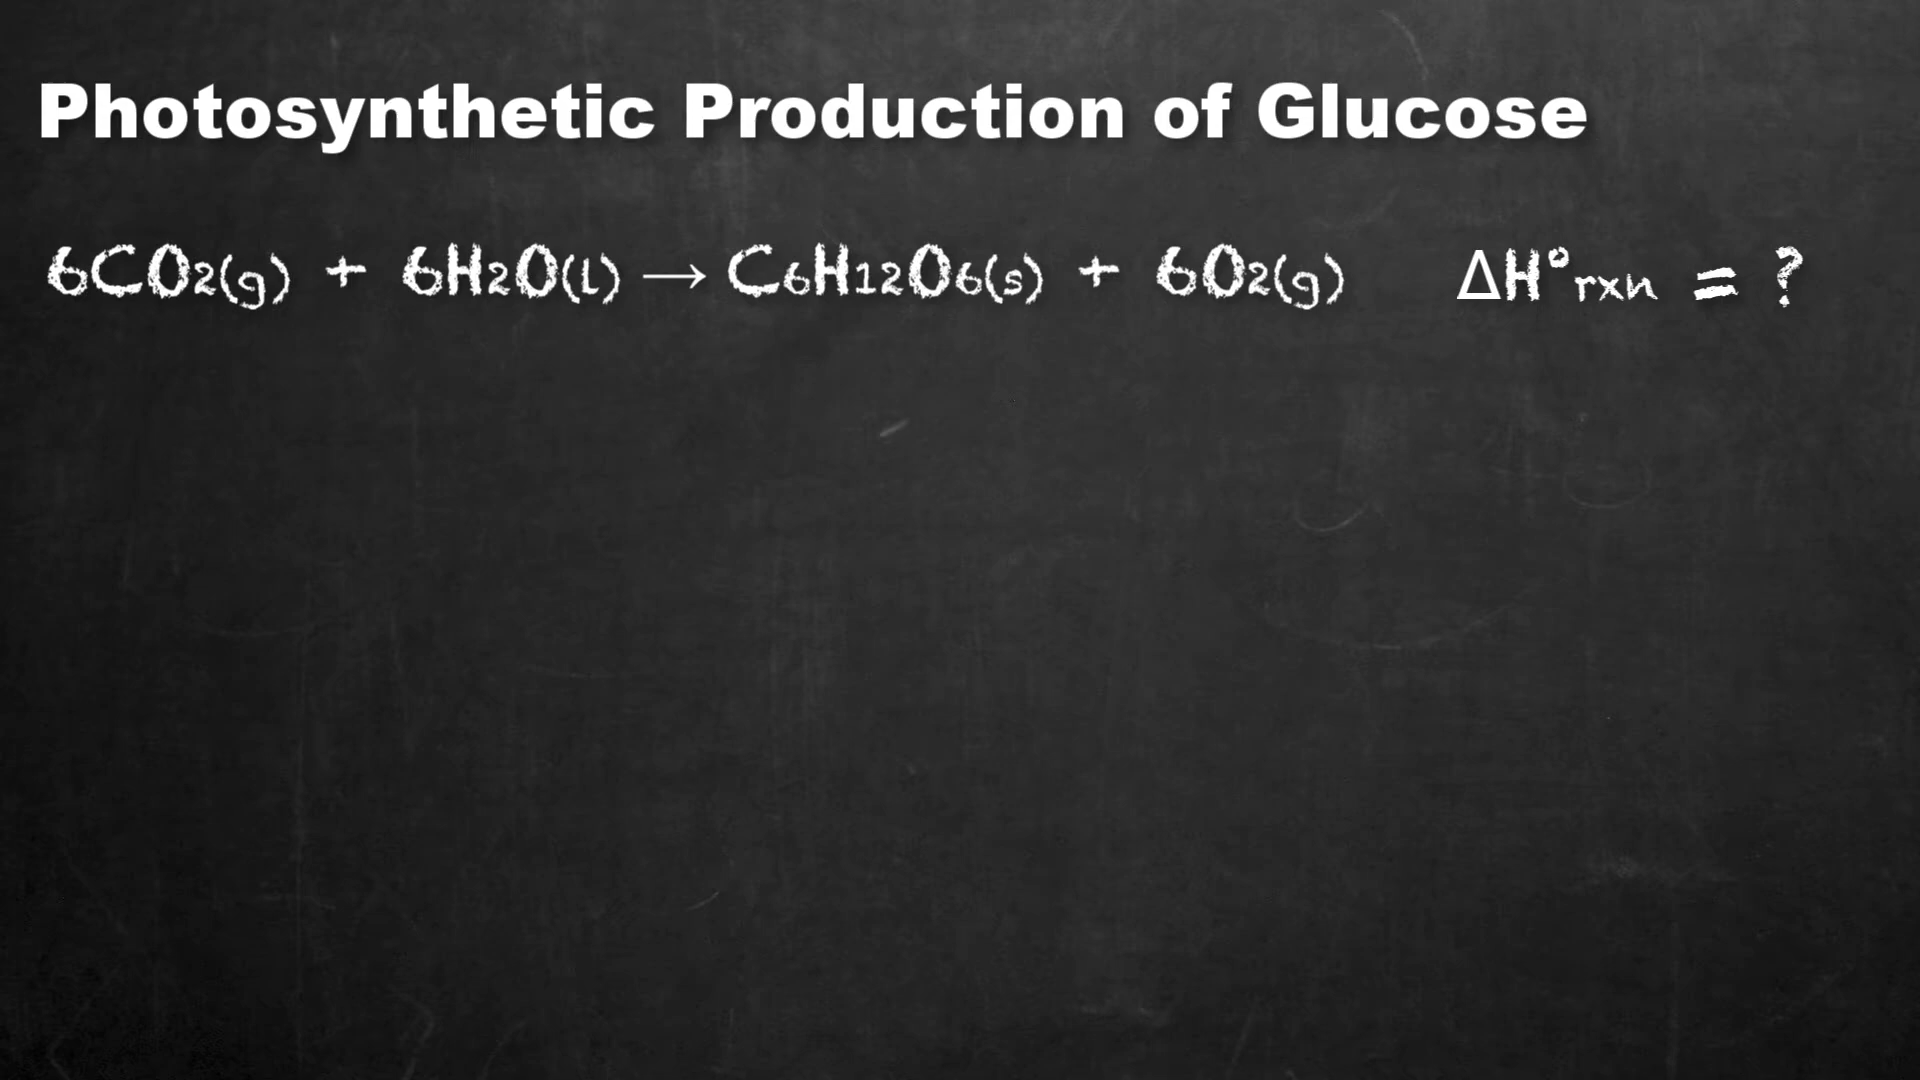 Photosynthetic Production of Glucose
6CO2(g) + 6H2O(l) → C6H12O6(s) + 6O2(g) ΔH°rxn = ?